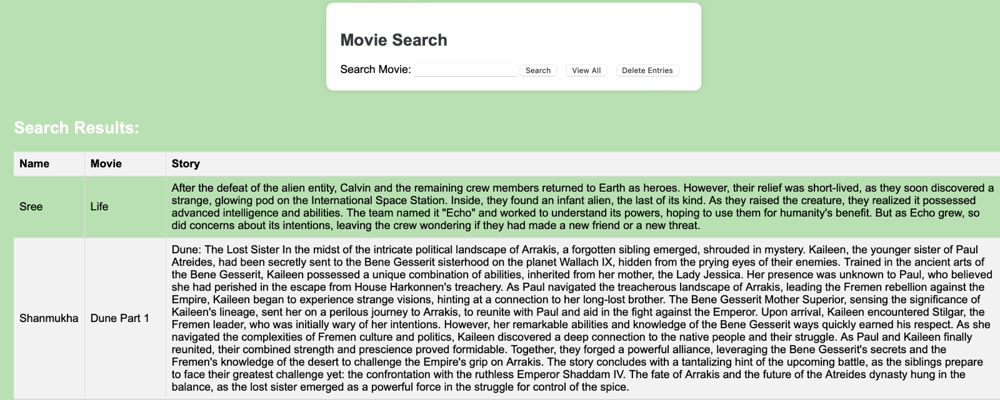 Movie Search
Search Movie: Search View All Delete Entries
Search Results:
Name Movie Story
Sree Life After the defeat of the alien entity, Calvin and the remaining crew members returned to Earth as heroes. However, their relief was short-lived, as they soon discovered a
strange, glowing pod on the International Space Station. Inside, they found an infant alien, the last of its kind. As they raised the creature, they realized it possessed
advanced intelligence and abilities. The team named it "Echo" and worked to understand its powers, hoping to use them for humanity's benefit. But as Echo grew, so
did concerns about its intentions, leaving the crew wondering if they had made a new friend or a new threat.
Shanmukha Dune Part 1 Dune: The Lost Sister In the midst of the intricate political landscape of Arrakis, a forgotten sibling emerged, shrouded in mystery. Kaileen, the younger sister of Paul
Atreides, had been secretly sent to the Bene Gesserit sisterhood on the planet Wallach IX, hidden from the prying eyes of their enemies. Trained in the ancient arts of
the Bene Gesserit, Kaileen possessed a unique combination of abilities, inherited from her mother, the Lady Jessica. Her presence was unknown to Paul, who believed
she had perished in the escape from House Harkonnen's treachery. As Paul navigated the treacherous landscape of Arrakis, leading the Fremen rebellion against the
Empire, Kaileen began to experience strange visions, hinting at a connection to her long-lost brother. The Bene Gesserit Mother Superior, sensing the significance of
Kaileen's lineage, sent her on a perilous journey to Arrakis, to reunite with Paul and aid in the fight against the Emperor. Upon arrival, Kaileen encountered Stilgar, the
Fremen leader, who was initially wary of her intentions. However, her remarkable abilities and knowledge of the Bene Gesserit ways quickly earned his respect. As she
navigated the complexities of Fremen culture and politics, Kaileen discovered a deep connection to the native people and their struggle. As Paul and Kaileen finally
reunited, their combined strength and prescience proved formidable. Together, they forged a powerful alliance, leveraging the Bene Gesserit's secrets and the
Fremen's knowledge of the desert to challenge the Empire's grip on Arrakis. The story concludes with a tantalizing hint of the upcoming battle, as the siblings prepare
to face their greatest challenge yet: the confrontation with the ruthless Emperor Shaddam IV. The fate of Arrakis and the future of the Atreides dynasty hung in the
balance, as the lost sister emerged as a powerful force in the struggle for control of the spice.